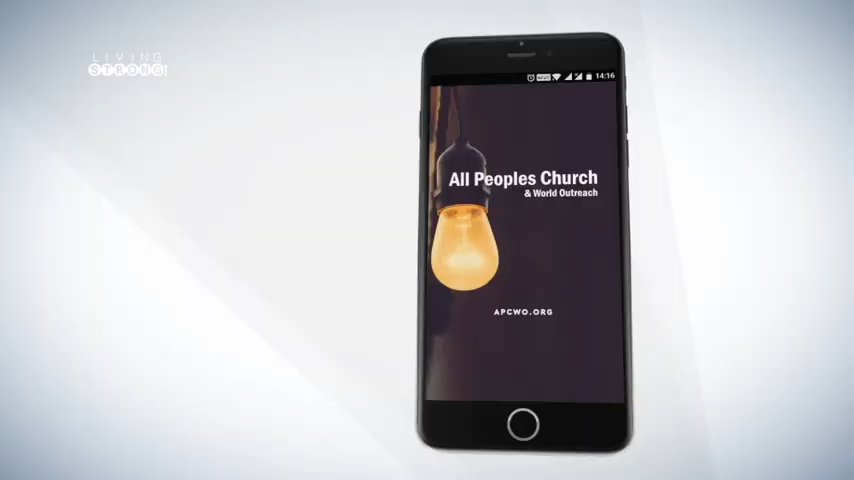 LIVING
STRONG!
14:16
All Peoples Church
& World Outreach
APCWO.ORG